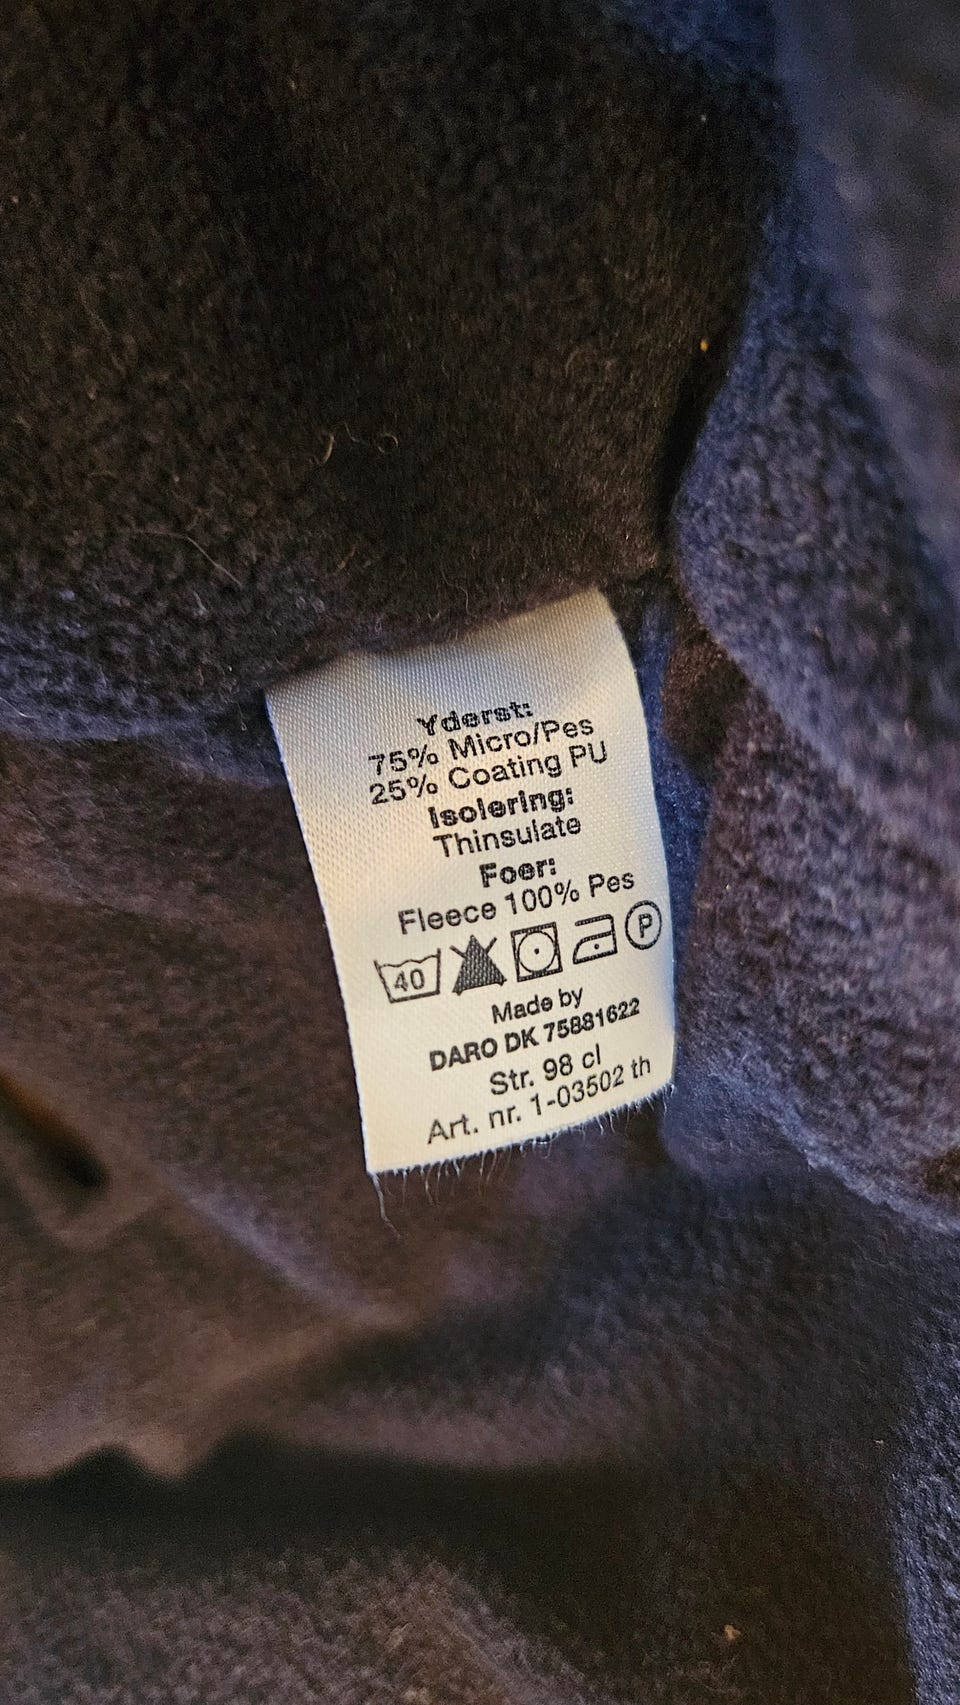 Yderst:
75% Micro/Pes
25% Coating PU
Isolering:
Thinsulate
Foer:
Fleece 100% Pes
40 P
Made by
DARO DK 75881622
Str. 98 cl
Art. nr. 1-03502 th